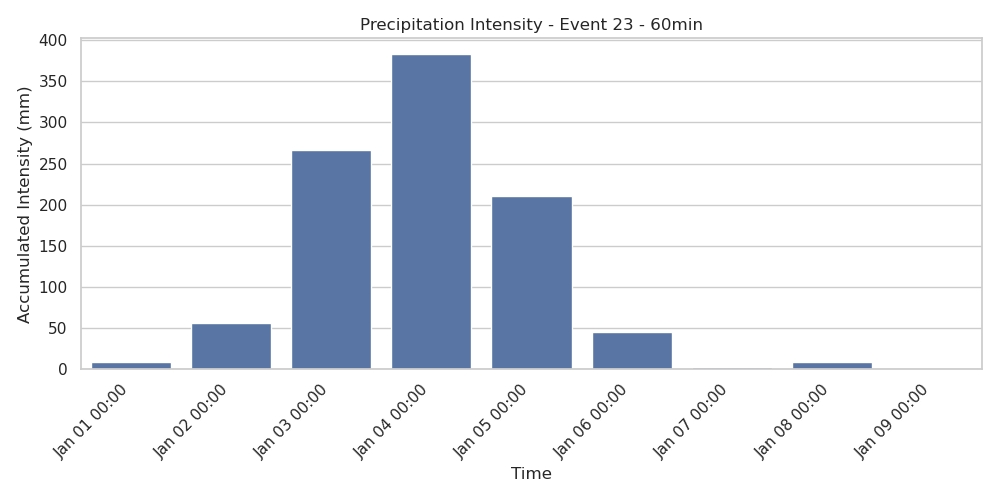 Precipitation Intensity - Event 23 - 60min
Accumulated Intensity (mm)
400
350
300
250
200
150
100
50
0
Jan 01 00:00
Jan 02 00:00
Jan 03 00:00
Jan 04 00:00
Jan 05 00:00
Jan 06 00:00
Jan 07 00:00
Jan 08 00:00
Jan 09 00:00
Time